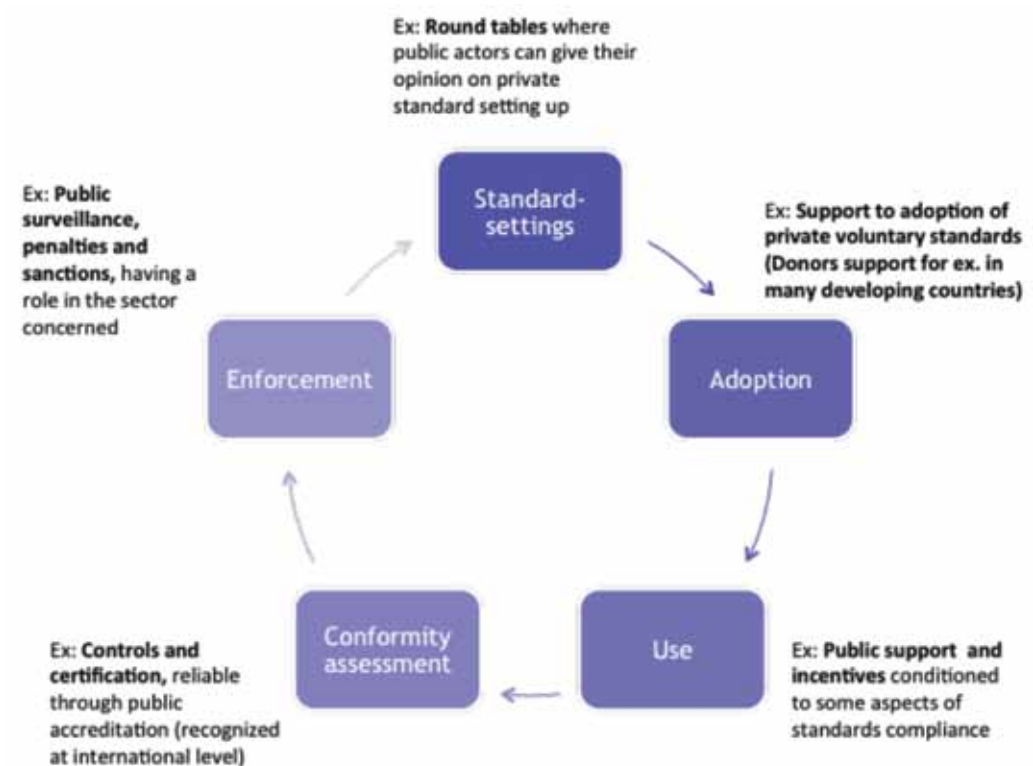 Ex: Round tables where
public actors can give their
opinion on private
standard setting up
Standard-
settings
Ex: Support to adoption of
private voluntary standards
(Donors support for ex. in
many developing countries)
Adoption
Ex: Public support and
incentives conditioned
to some aspects of
standards compliance
Use
Conformity
assessment
Ex: Controls and
certification, reliable
through public
accreditation (recognized
at international level)
Enforcement
Ex: Public
surveillance,
penalties and
sanctions, having a
role in the sector
concerned